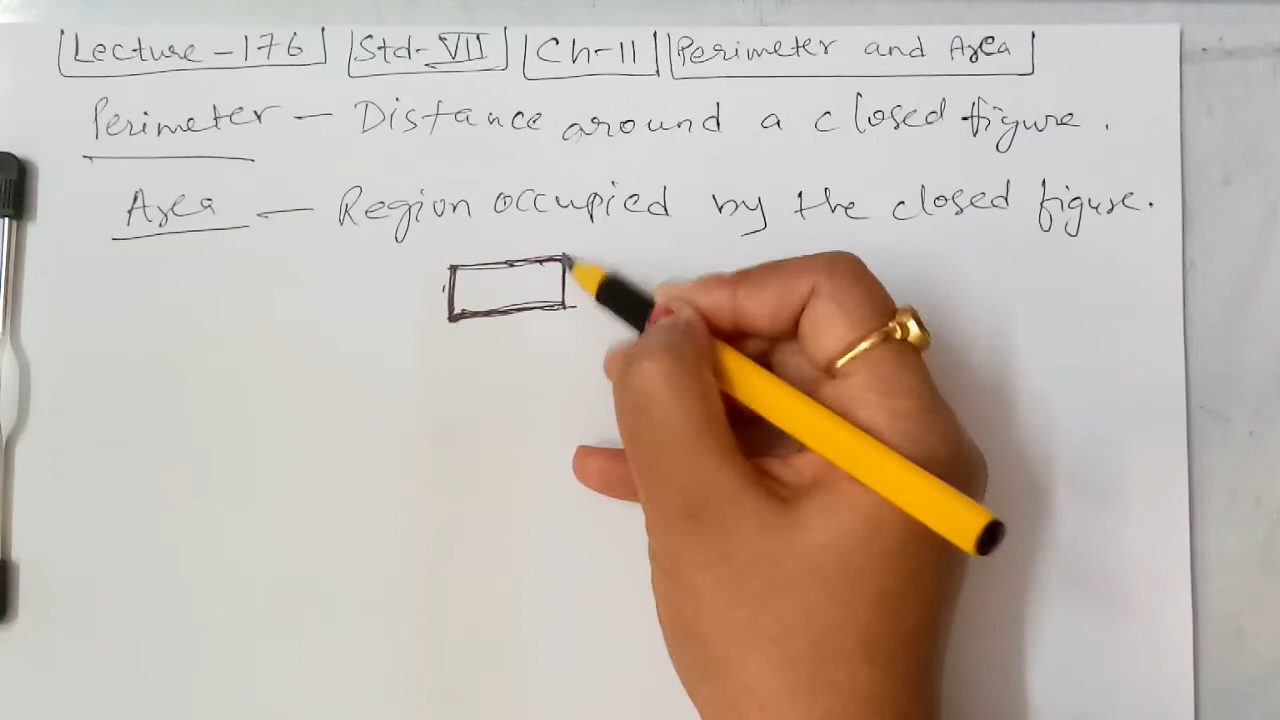 Lecture - 176 Std - VII Ch - 11 Perimeter and Area
Perimeter — Distance around a closed figure.
Area — Region occupied by the closed figure.